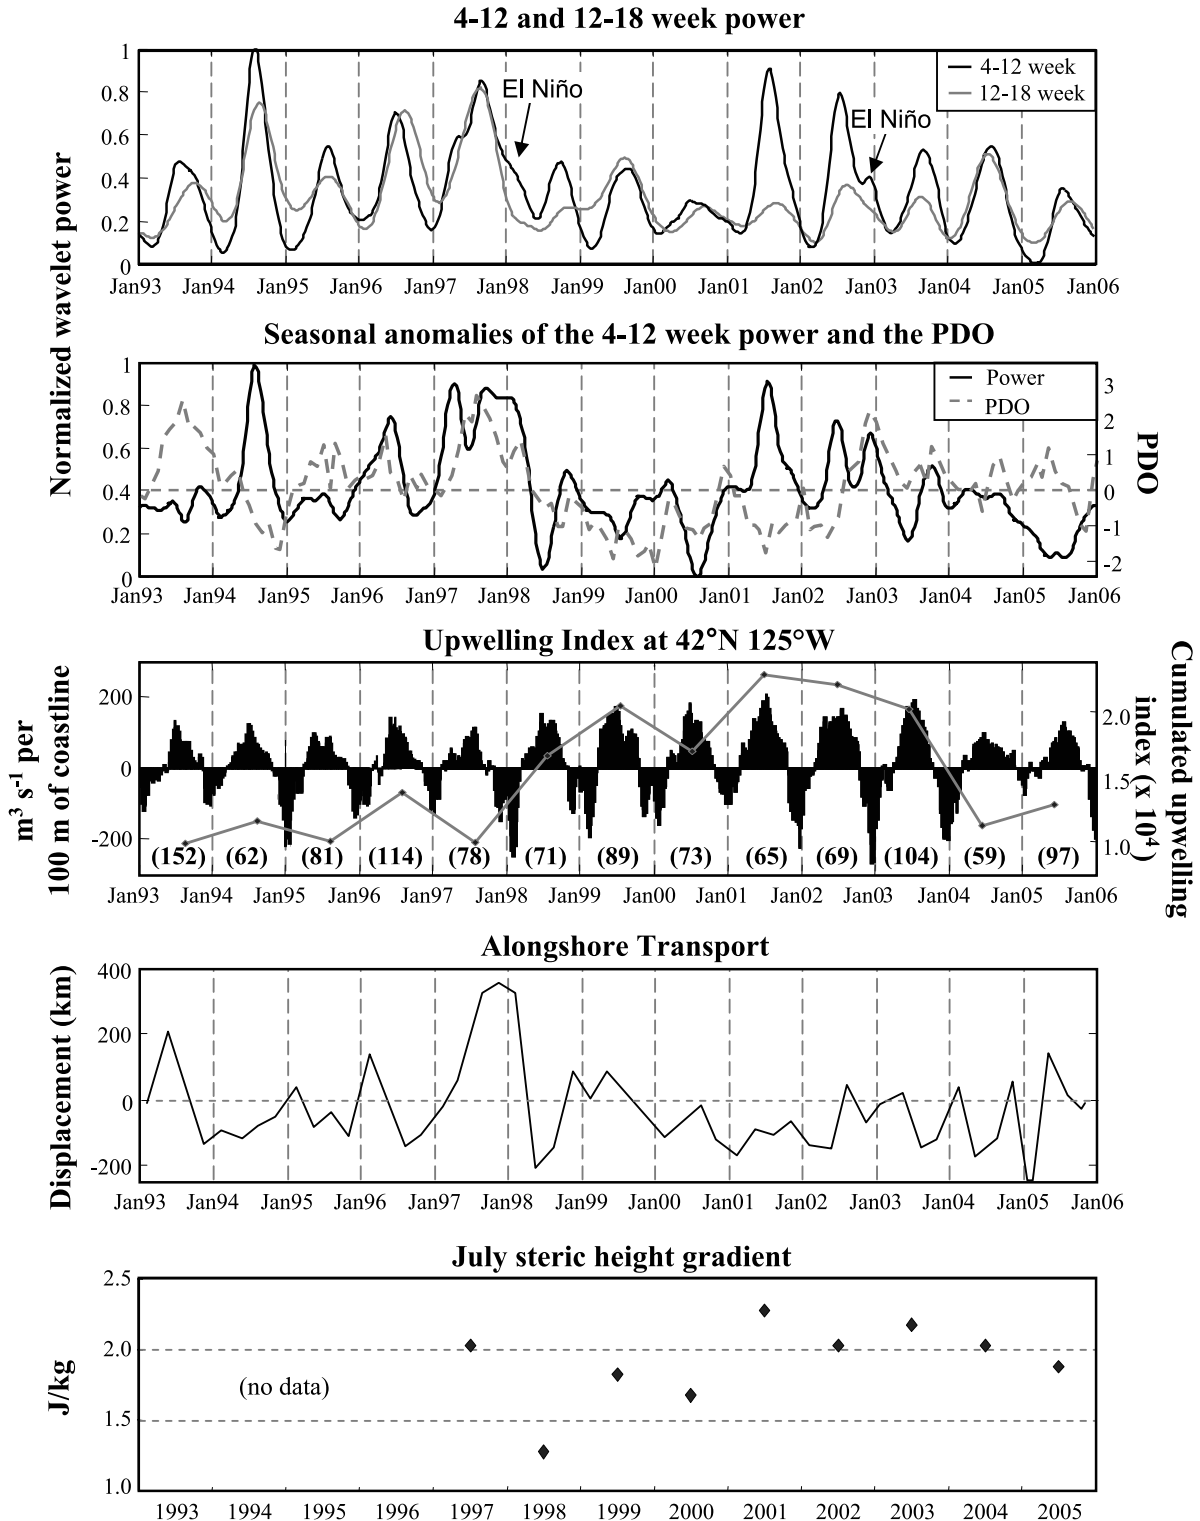 4-12 and 12-18 week power
Normalized wavelet power
1
0.8
0.6
0.4
0.2
0
El Niño
El Niño
4-12 week
12-18 week
Jan93 Jan94 Jan95 Jan96 Jan97 Jan98 Jan99 Jan00 Jan01 Jan02 Jan03 Jan04 Jan05 Jan06
Seasonal anomalies of the 4-12 week power and the PDO
1
0.8
0.6
0.4
0.2
0
Power
PDO
3
2
1
0
-1
-2
PDO
Jan93 Jan94 Jan95 Jan96 Jan97 Jan98 Jan99 Jan00 Jan01 Jan02 Jan03 Jan04 Jan05 Jan06
Upwelling Index at 42°N 125°W
m³ s⁻¹ per
100 m of coastline
200
0
-200
(152) (62) (81) (114) (78) (71) (89) (73) (65) (69) (104) (59) (97)
2.0
1.5
1.0
Cumulated upwelling
index (x 10⁴)
Jan93 Jan94 Jan95 Jan96 Jan97 Jan98 Jan99 Jan00 Jan01 Jan02 Jan03 Jan04 Jan05 Jan06
Alongshore Transport
Displacement (km)
400
200
0
-200
Jan93 Jan94 Jan95 Jan96 Jan97 Jan98 Jan99 Jan00 Jan01 Jan02 Jan03 Jan04 Jan05 Jan06
July steric height gradient
J/kg
2.5
2.0
1.5
1.0
(no data)
1993 1994 1995 1996 1997 1998 1999 2000 2001 2002 2003 2004 2005